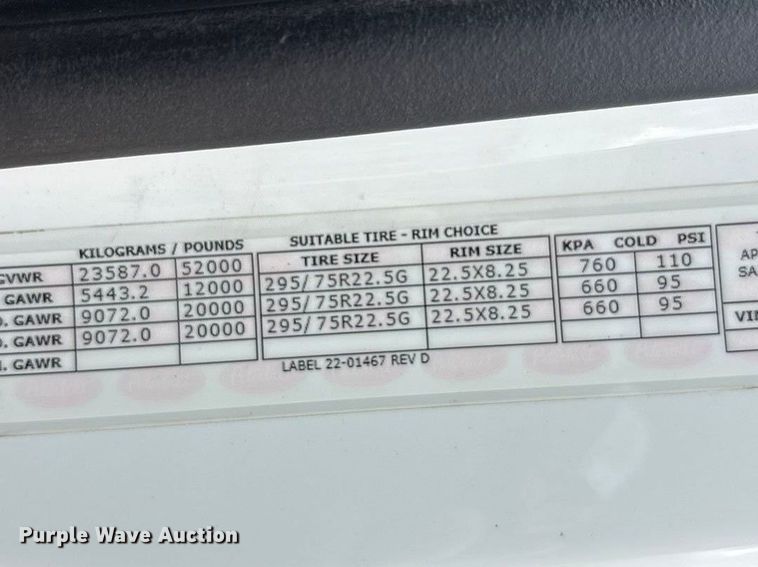 KILOGRAMS / POUNDS SUITABLE TIRE - RIM CHOICE
TIRE SIZE RIM SIZE KPA COLD PSI
GVWR 23587.0 52000
GAWR 5443.2 12000 295/ 75R22.5G 22.5X8.25 760 110
GAWR 9072.0 20000 295/ 75R22.5G 22.5X8.25 660 95
GAWR 9072.0 20000 295/ 75R22.5G 22.5X8.25 660 95
GAWR
AP
SA
VI
LABEL 22-01467 REV D
Purple Wave Auction